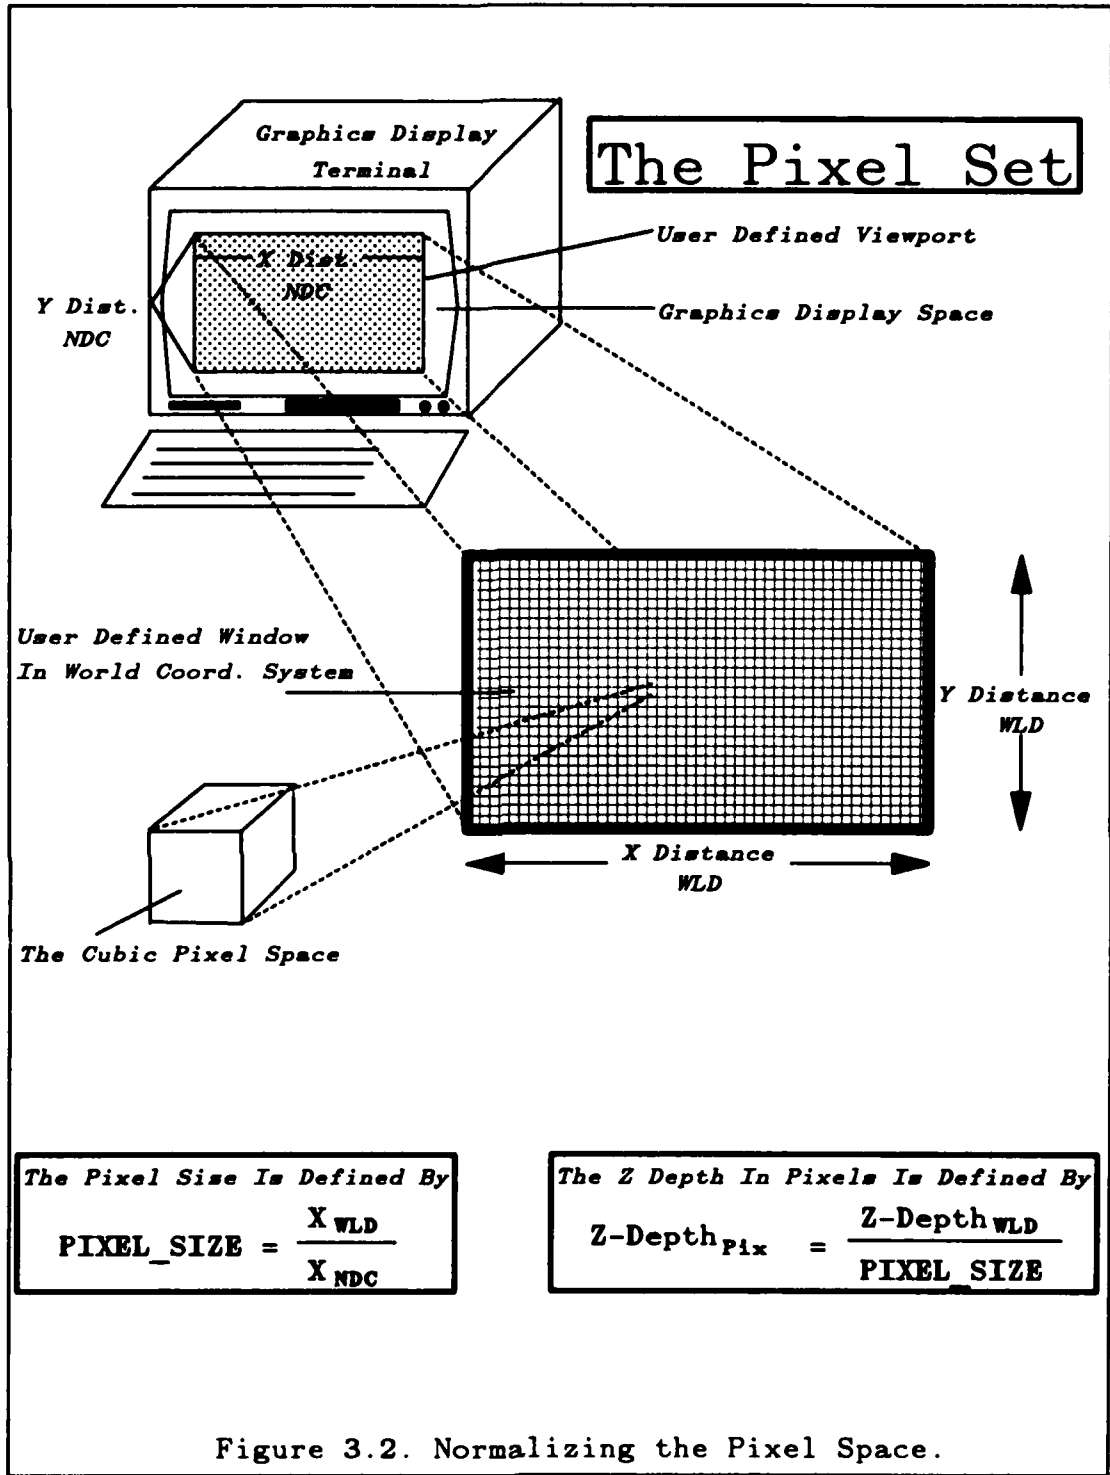 Graphics Display
Terminal
The Pixel Set
User Defined Viewport
X Dist.
NDC
Y Dist.
NDC
Graphics Display Space
User Defined Window
In World Coord. System
Y Distance
WLD
X Distance
WLD
The Cubic Pixel Space
The Pixel Size Is Defined By
PIXEL_SIZE = X WLD / X NDC
The Z Depth In Pixels Is Defined By
Z-Depth Pix = Z-Depth WLD / PIXEL_SIZE
Figure 3.2. Normalizing the Pixel Space.